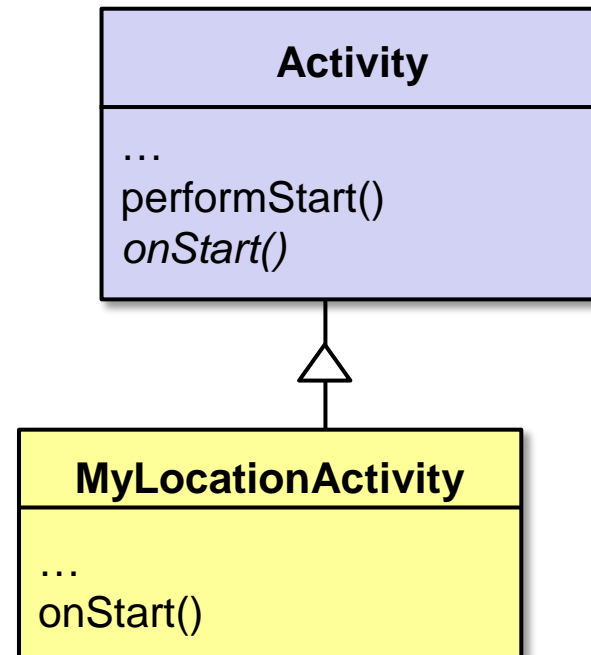 Activity
…
performStart()
onStart()
MyLocationActivity
…
onStart()